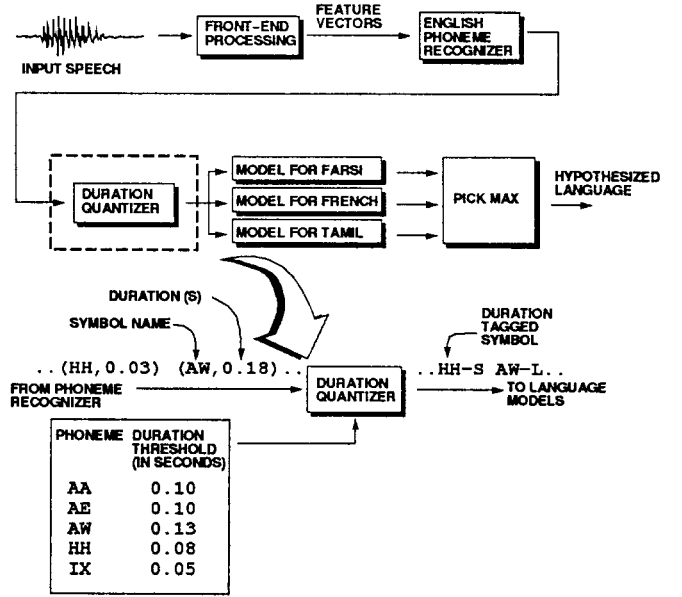 INPUT SPEECH
FRONT-END
PROCESSING
FEATURE
VECTORS
ENGLISH
PHONEME
RECOGNIZER
DURATION
QUANTIZER
MODEL FOR FARSI
MODEL FOR FRENCH
MODEL FOR TAMIL
PICK MAX
HYPOTHESIZED
LANGUAGE
DURATION (S)
SYMBOL NAME
..(HH,0.03) (AW,0.18)..
FROM PHONEME
RECOGNIZER
DURATION
QUANTIZER
DURATION
TAGGED
SYMBOL
..HH-S AW-L..
TO LANGUAGE
MODELS
PHONEME DURATION
THRESHOLD
(IN SECONDS)
AA 0.10
AE 0.10
AW 0.13
HH 0.08
IX 0.05